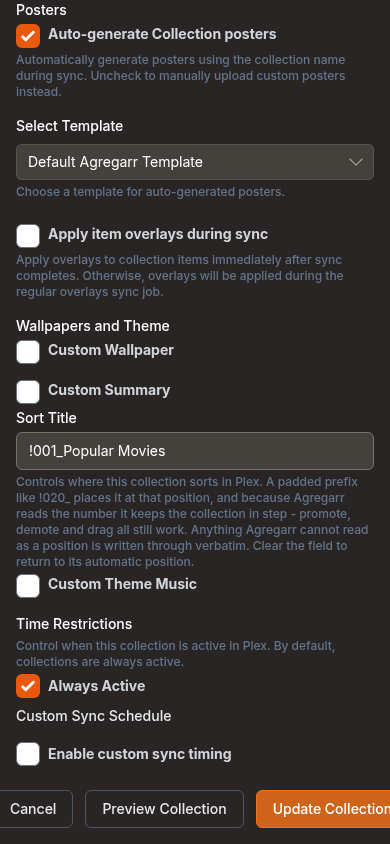 Posters
Auto-generate Collection posters
Automatically generate posters using the collection name
during sync. Uncheck to manually upload custom posters
instead.
Select Template
Default Agregarr Template
Choose a template for auto-generated posters.
Apply item overlays during sync
Apply overlays to collection items immediately after sync
completes. Otherwise, overlays will be applied during the
regular overlays sync job.
Wallpapers and Theme
Custom Wallpaper
Custom Summary
Sort Title
!001_Popular Movies
Controls where this collection sorts in Plex. A padded prefix
like !020_ places it at that position, and because Agregarr
reads the number it keeps the collection in step - promote,
demote and drag all still work. Anything Agregarr cannot read
as a position is written through verbatim. Clear the field to
return to its automatic position.
Custom Theme Music
Time Restrictions
Control when this collection is active in Plex. By default,
collections are always active.
Always Active
Custom Sync Schedule
Enable custom sync timing
Cancel
Preview Collection
Update Collection